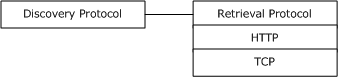 Discovery Protocol
Retrieval Protocol
HTTP
TCP